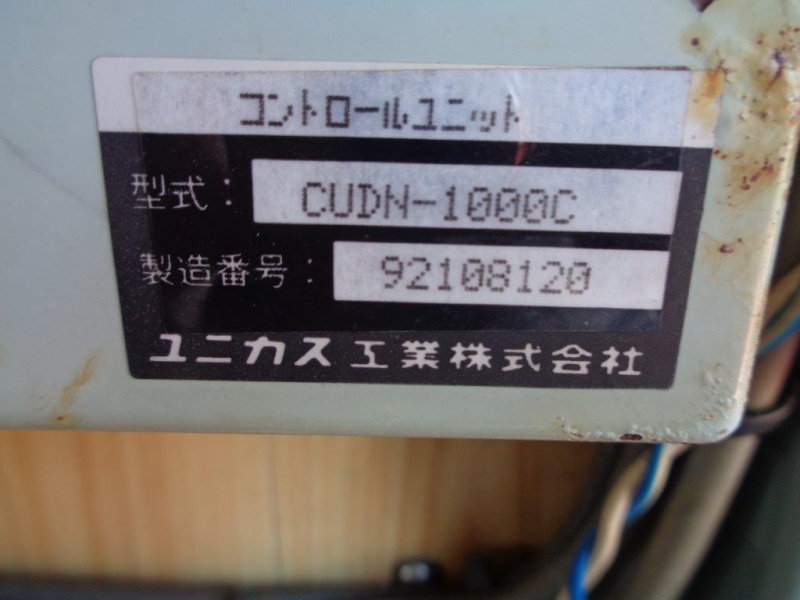 コントロールユニット
型式： CUDN-1000C
製造番号： 92108120
ユニカス工業株式会社